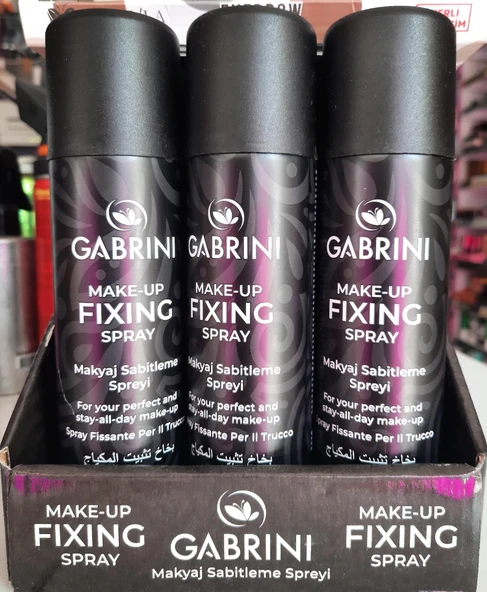 GABRINI
MAKE-UP
FIXING
SPRAY
Makyaj Sabitleme
Spreyi
For your perfect and
stay-all-day make-up
Spray Fissante Per Il Trucco
بخاخ تثبيت المكياج
GABRINI
MAKE-UP
FIXING
SPRAY
Makyaj Sabitleme
Spreyi
For your perfect and
stay-all-day make-up
Fissante Per Il Trucco
بخاخ تثبيت المكياج
GABRINI
MAKE-UP
FIXING
SPRAY
Makyaj Sabitleme
Spreyi
For your perfect and
stay-all-day make-up
Spray Fissante Per Il Trucco
بخاخ تثبيت المكياج
MAKE-UP
FIXING
SPRAY
GABRINI
Makyaj Sabitleme Spreyi
MAKE-UP
FIXING
SPRAY